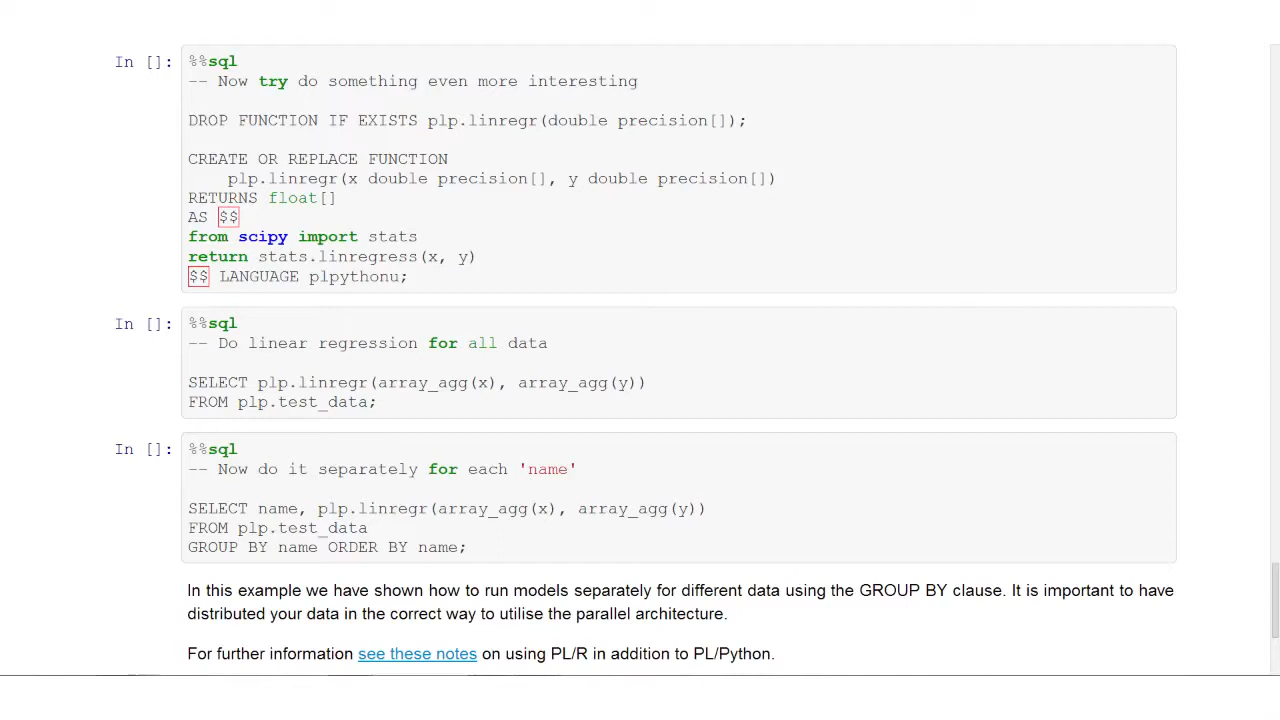 In []: %%sql
-- Now try do something even more interesting
DROP FUNCTION IF EXISTS plp.linregr(double precision[]);
CREATE OR REPLACE FUNCTION
plp.linregr(x double precision[], y double precision[])
RETURNS float[]
AS $$
from scipy import stats
return stats.linregress(x, y)
$$ LANGUAGE plpythonu;
In []: %%sql
-- Do linear regression for all data
SELECT plp.linregr(array_agg(x), array_agg(y))
FROM plp.test_data;
In []: %%sql
-- Now do it separately for each 'name'
SELECT name, plp.linregr(array_agg(x), array_agg(y))
FROM plp.test_data
GROUP BY name ORDER BY name;
In this example we have shown how to run models separately for different data using the GROUP BY clause. It is important to have
distributed your data in the correct way to utilise the parallel architecture.
For further information see these notes on using PL/R in addition to PL/Python.